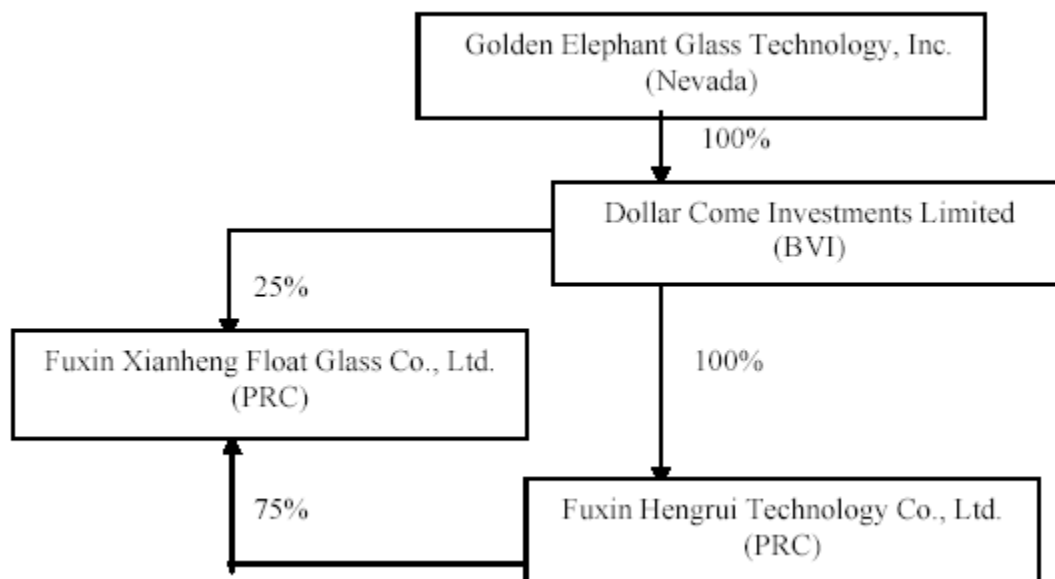 Golden Elephant Glass Technology, Inc.
(Nevada)
100%
Dollar Come Investments Limited
(BVI)
25%
Fuxin Xianheng Float Glass Co., Ltd.
(PRC)
100%
75%
Fuxin Hengrui Technology Co., Ltd.
(PRC)